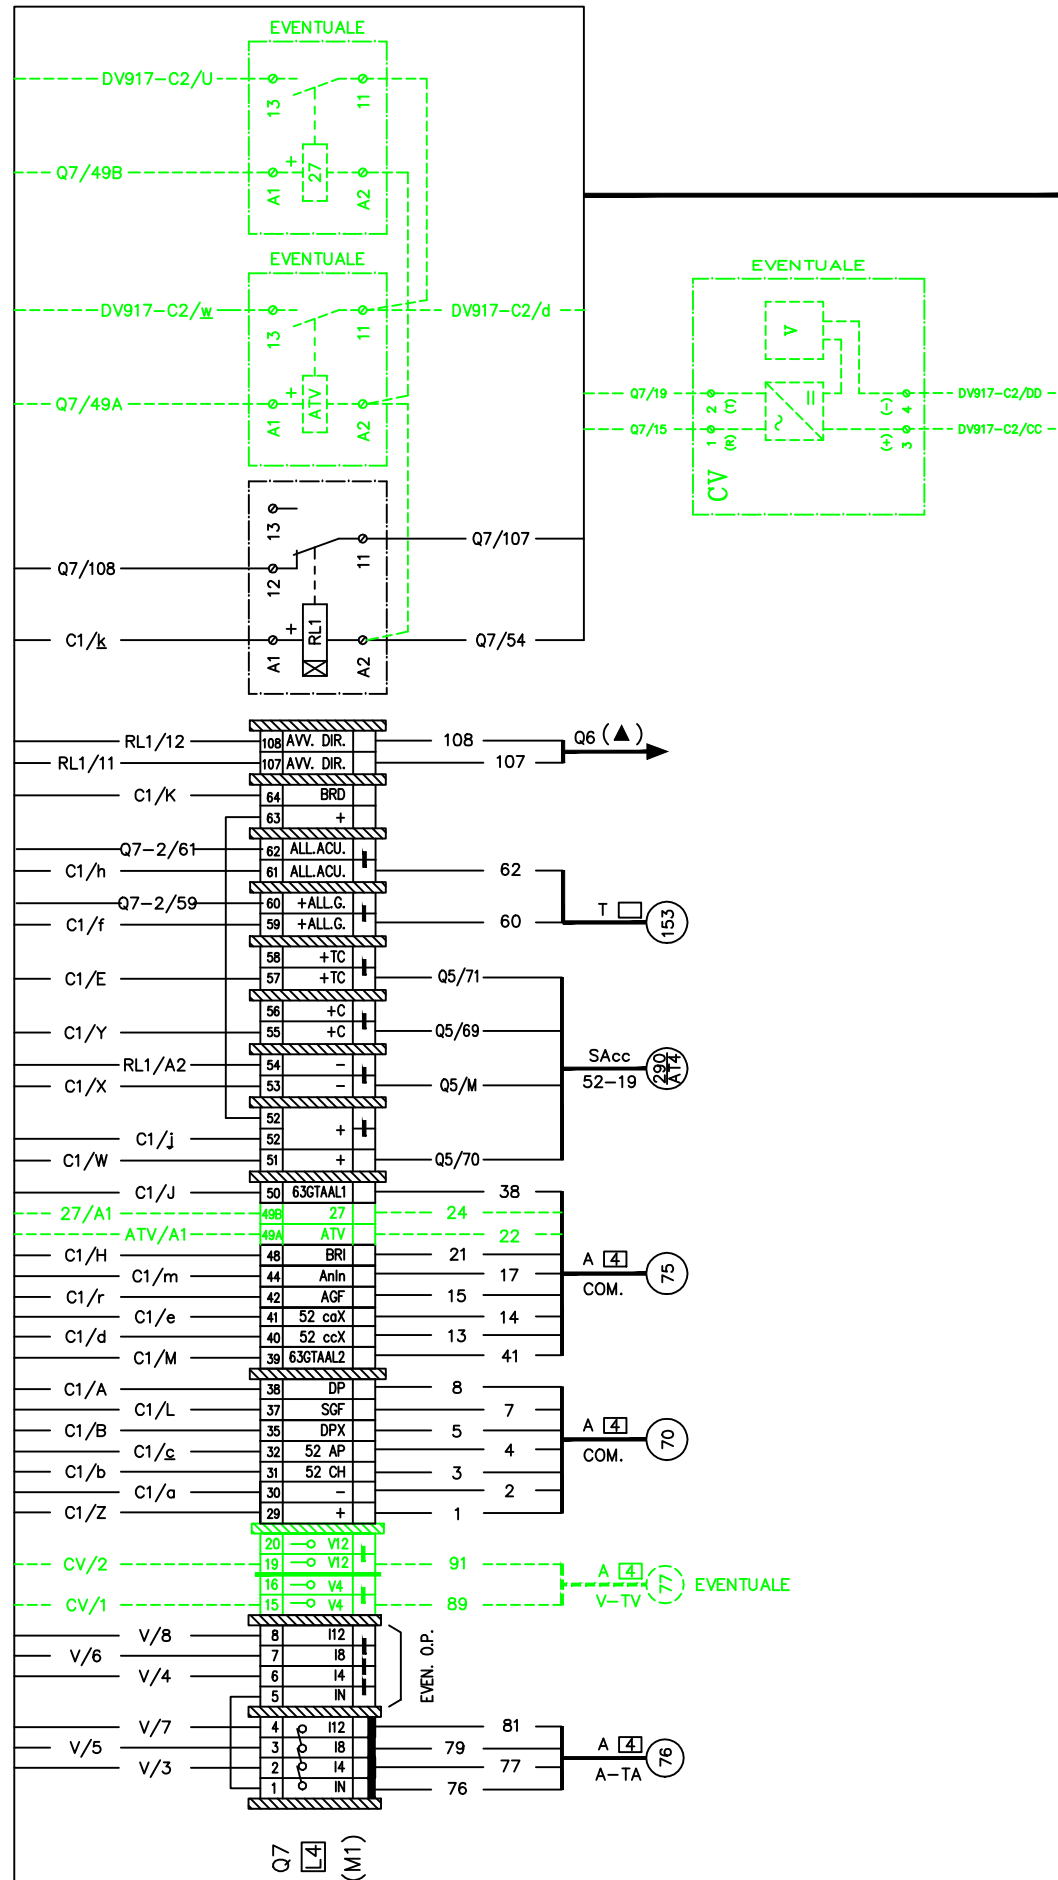 EVENTUALE
DV917-C2/U
13
11
Q7/49B
A1
+
27
A2
EVENTUALE
DV917-C2/w
13
11
DV917-C2/d
Q7/49A
A1
+
ATV
A2
EVENTUALE
V
Q7/19
2
(T)
(-)
4
DV917-C2/DD
Q7/15
1
(R)
~
=
(+)
3
DV917-C2/CC
CV
13
Q7/108
12
11
Q7/107
C1/k
A1
+
RL1
A2
Q7/54
RL1/12 108 AVV. DIR. 108
Q6 (▲)
RL1/11 107 AVV. DIR. 107
C1/K 64 BRD
63 +
Q7-2/61 62 ALL.ACU.
C1/h 61 ALL.ACU. 62
Q7-2/59 60 +ALL.G.
T
153
C1/f 59 +ALL.G. 60
58 +TC
C1/E 57 +TC Q5/71
56 +C
C1/Y 55 +C Q5/69
RL1/A2 54 -
SAcc
52-19
290
AT4
C1/X 53 - Q5/M
52
+
C1/j 52
C1/W 51 + Q5/70
C1/J 50 63GTAAL1 38
27/A1 49B 27 24
ATV/A1 49A ATV 22
C1/H 48 BRI 21
A 4
COM.
75
C1/m 44 AnIn 17
C1/r 42 AGF 15
C1/e 41 52 caX 14
C1/d 40 52 ccX 13
C1/M 39 63GTAAL2 41
C1/A 38 DP 8
C1/L 37 SGF 7
C1/B 35 DPX 5
A 4
COM.
70
C1/c 32 52 AP 4
C1/b 31 52 CH 3
C1/a 30 - 2
C1/Z 29 + 1
20 V12
CV/2 19 V12 91
A 4
V-TV
77
EVENTUALE
16 V4
CV/1 15 V4 89
V/8 8 I12
V/6 7 I8
V/4 6 I4
5 IN
EVEN. O.P.
V/7 4 I12 81
V/5 3 I8 79
A 4
A-TA
76
V/3 2 I4 77
1 IN 76
Q7
L4
(M1)